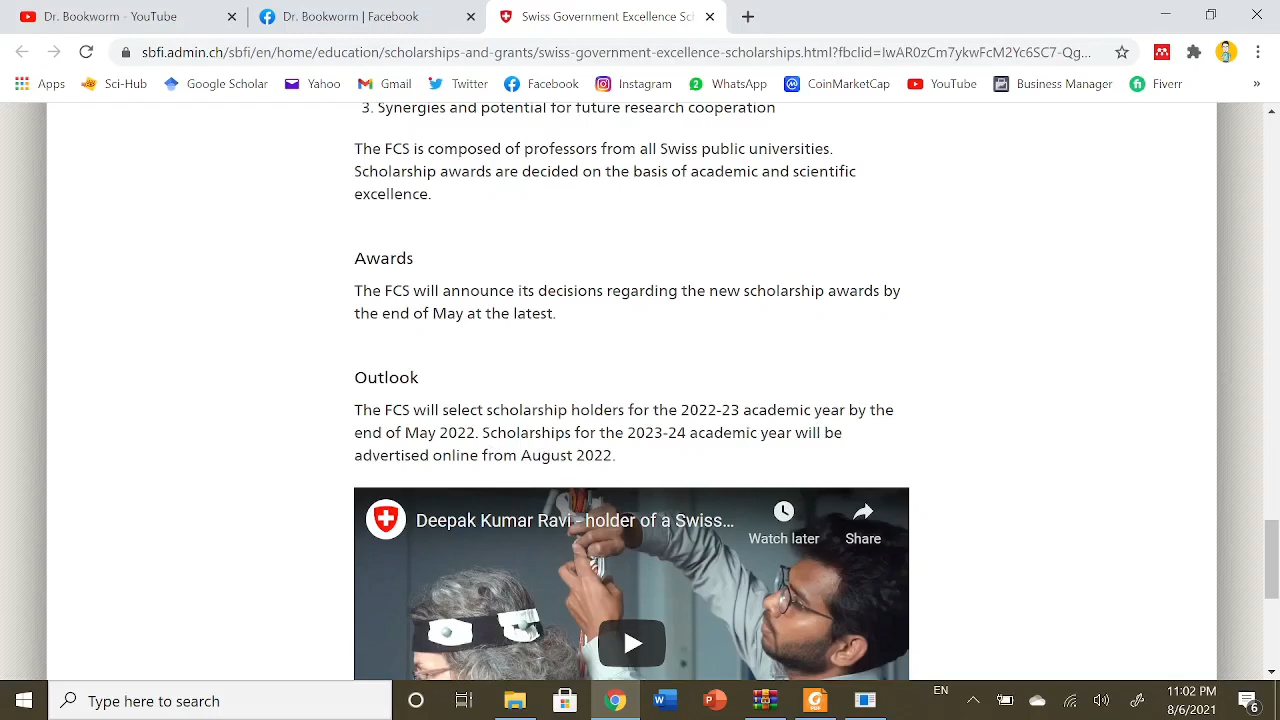 Dr. Bookworm - YouTube
Dr. Bookworm | Facebook
Swiss Government Excellence Sch
sbfi.admin.ch/sbfi/en/home/education/scholarships-and-grants/swiss-government-excellence-scholarships.html?fbclid=IwAR0zCm7ykwFcM2Yc6SC7-Qg...
Apps Sci-Hub Google Scholar Yahoo Gmail Twitter Facebook Instagram WhatsApp CoinMarketCap YouTube Business Manager Fiverr »
3. Synergies and potential for future research cooperation
The FCS is composed of professors from all Swiss public universities.
Scholarship awards are decided on the basis of academic and scientific
excellence.
Awards
The FCS will announce its decisions regarding the new scholarship awards by
the end of May at the latest.
Outlook
The FCS will select scholarship holders for the 2022-23 academic year by the
end of May 2022. Scholarships for the 2023-24 academic year will be
advertised online from August 2022.
Deepak Kumar Ravi - holder of a Swiss...
Watch later
Share
Type here to search
EN
11:02 PM
8/6/2021
6